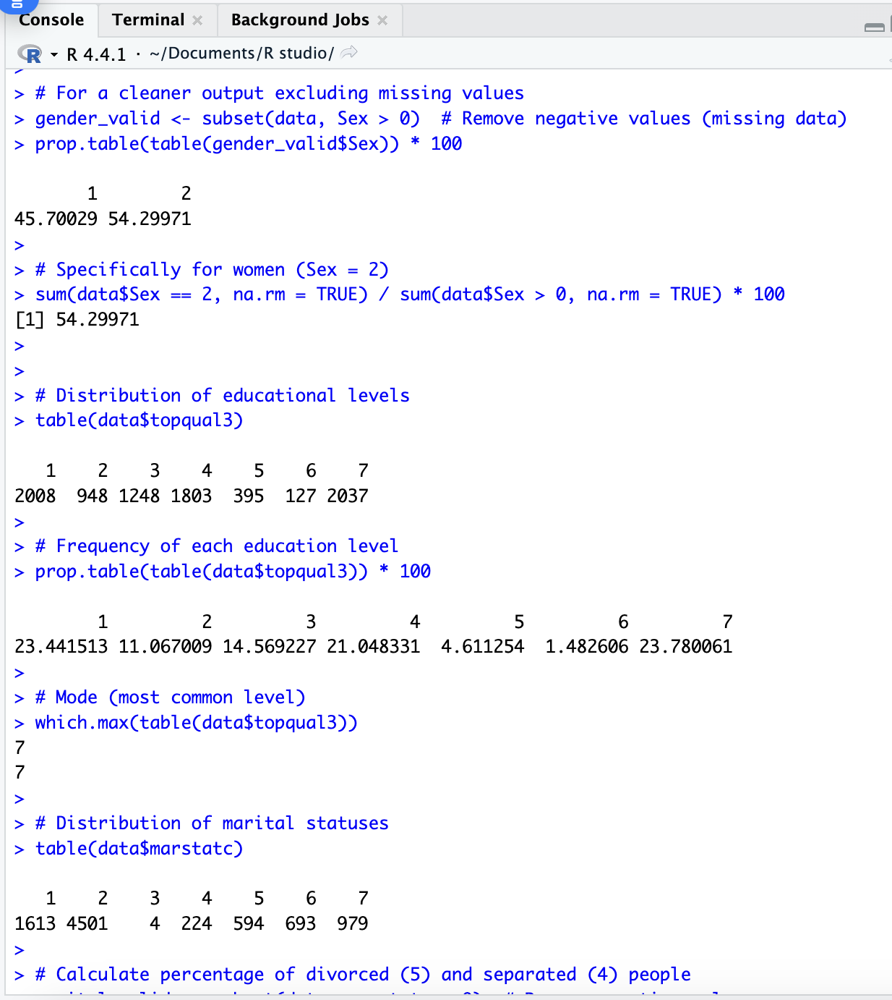 Console Terminal × Background Jobs ×
R R 4.4.1 · ~/Documents/R studio/
>
> # For a cleaner output excluding missing values
> gender_valid <- subset(data, Sex > 0)  # Remove negative values (missing data)
> prop.table(table(gender_valid$Sex)) * 100
1 2
45.70029 54.29971
>
> # Specifically for women (Sex = 2)
> sum(data$Sex == 2, na.rm = TRUE) / sum(data$Sex > 0, na.rm = TRUE) * 100
[1] 54.29971
>
>
> # Distribution of educational levels
> table(data$topqual3)
1 2 3 4 5 6 7
2008 948 1248 1803 395 127 2037
>
> # Frequency of each education level
> prop.table(table(data$topqual3)) * 100
1 2 3 4 5 6 7
23.441513 11.067009 14.569227 21.048331 4.611254 1.482606 23.780061
>
> # Mode (most common level)
> which.max(table(data$topqual3))
7
7
>
> # Distribution of marital statuses
> table(data$marstatc)
1 2 3 4 5 6 7
1613 4501 4 224 594 693 979
>
> # Calculate percentage of divorced (5) and separated (4) people